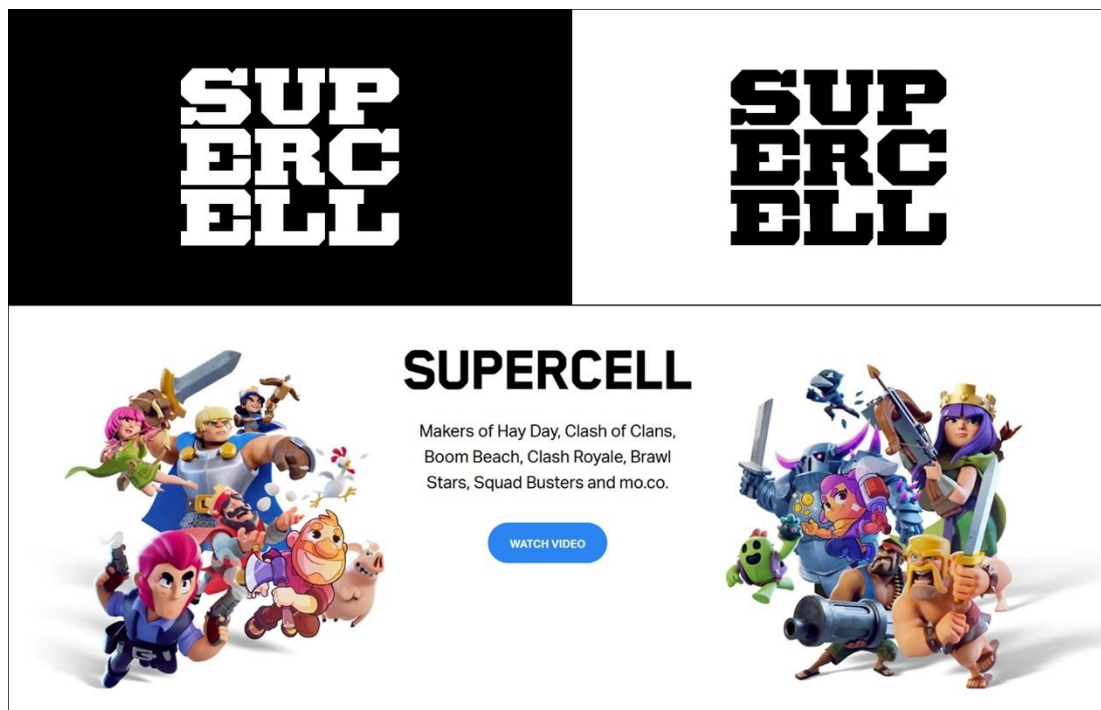 SUP
ERC
ELL
SUP
ERC
ELL
SUPERCELL
Makers of Hay Day, Clash of Clans,
Boom Beach, Clash Royale, Brawl
Stars, Squad Busters and mo.co.
WATCH VIDEO